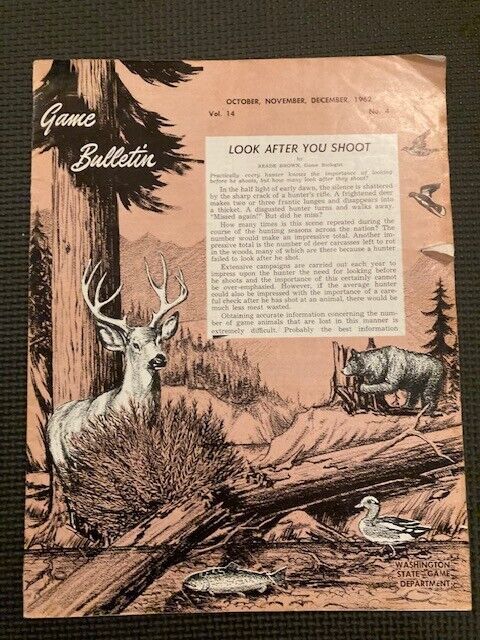 Game
Bulletin
OCTOBER, NOVEMBER, DECEMBER, 1962
Vol. 14 No. 4
LOOK AFTER YOU SHOOT
by
READE BROWN, Game Biologist
Practically every hunter knows the importance of looking
before he shoots, but how many look after they shoot?
In the half light of early dawn, the silence is shattered
by the sharp crack of a hunter's rifle. A frightened deer
makes two or three frantic lunges and disappears into
a thicket. A disgusted hunter turns and walks away.
"Missed again!" But did he miss?
How many times is this scene repeated during the
course of the hunting seasons across the nation? The
number would make an impressive total. Another im-
pressive total is the number of deer carcasses left to rot
in the woods, many of which are there because a hunter
failed to look after he shot.
Extensive campaigns are carried out each year to
impress upon the hunter the need for looking before
he shoots and the importance of this certainly cannot
be over-emphasized. However, if the average hunter
could also be impressed with the importance of a care-
ful check after he has shot at an animal, there would be
much less meat wasted.
Obtaining accurate information concerning the num-
ber of game animals that are lost in this manner is
extremely difficult. Probably the best information
WASHINGTON
STATE GAME
DEPARTMENT